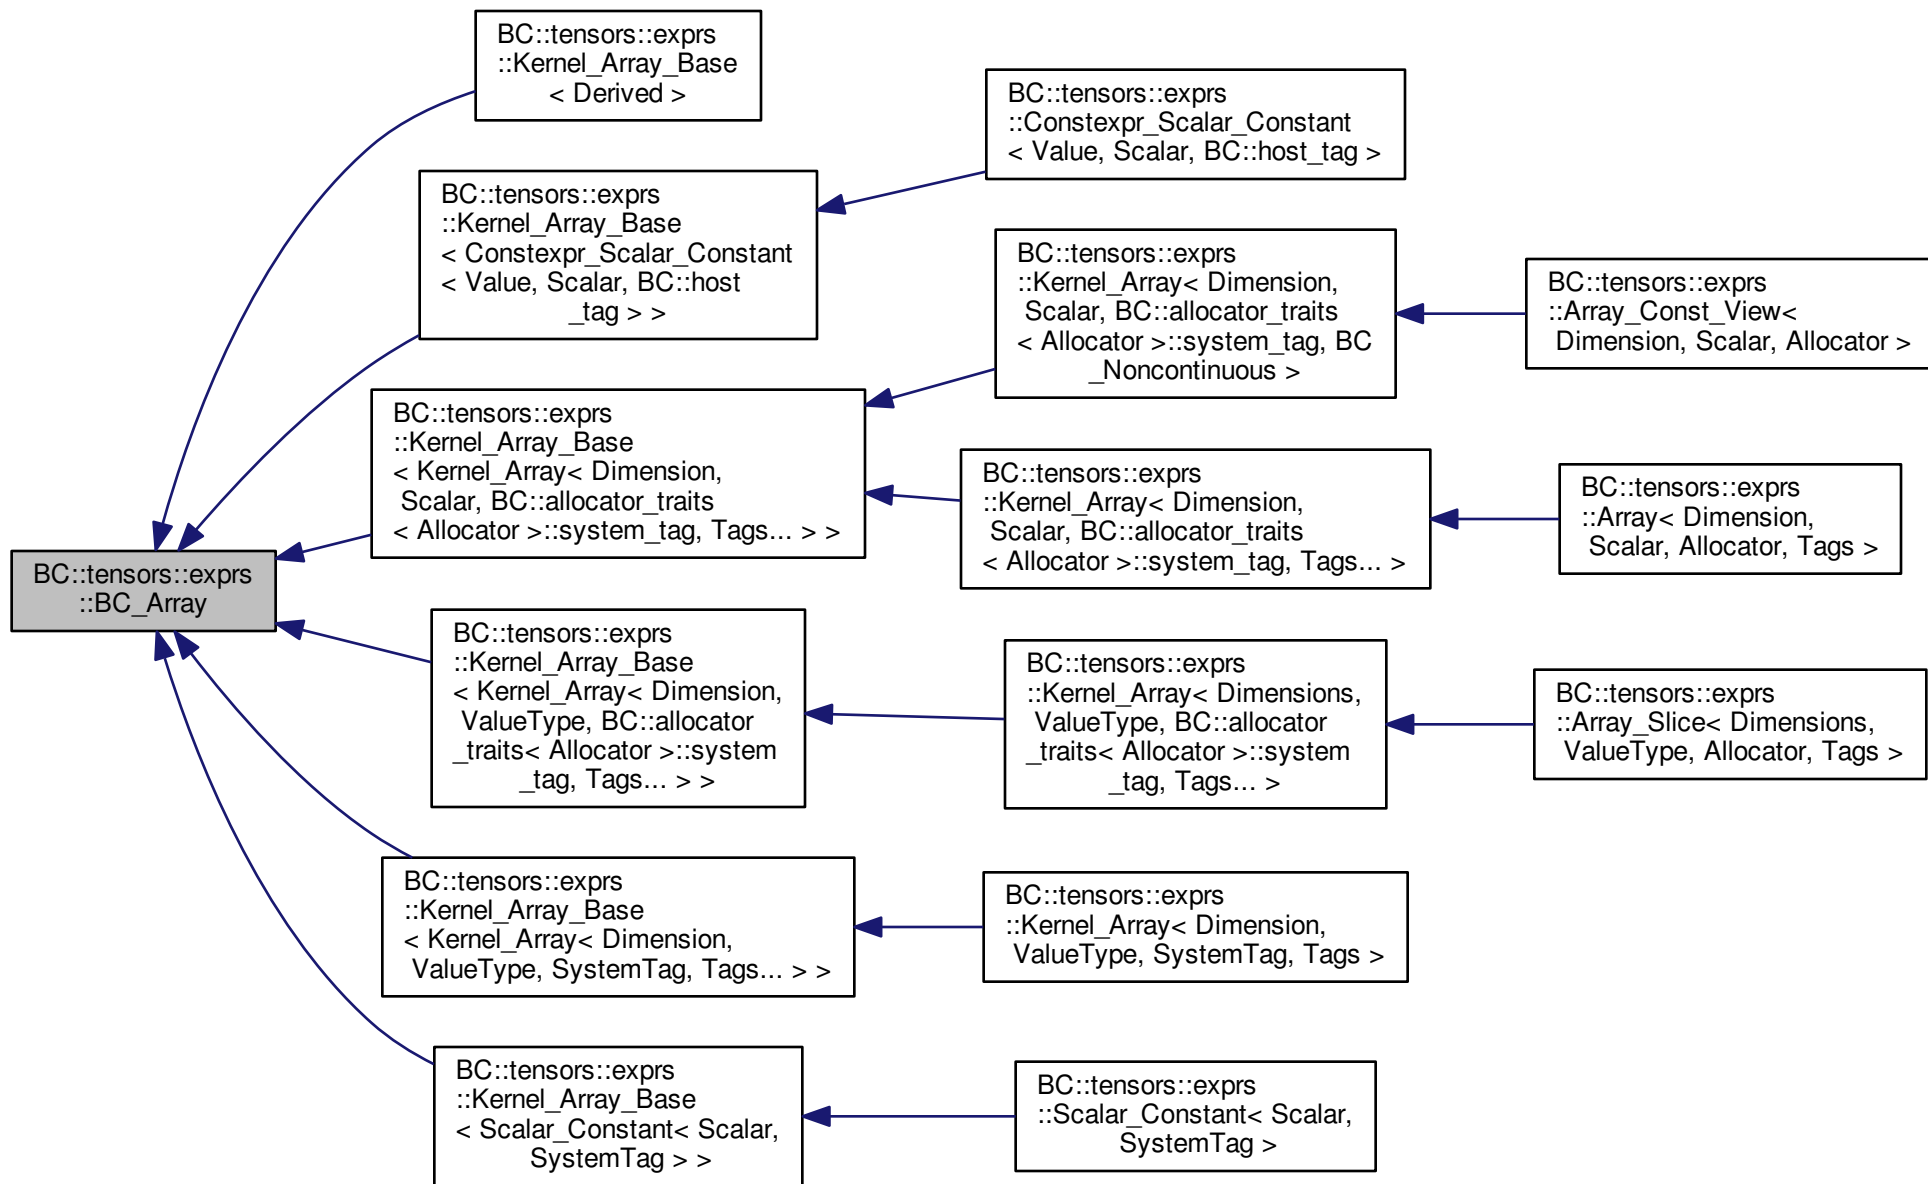 BC::tensors::exprs
::Kernel_Array_Base
< Derived >
BC::tensors::exprs
::Constexpr_Scalar_Constant
< Value, Scalar, BC::host_tag >
BC::tensors::exprs
::Kernel_Array_Base
< Constexpr_Scalar_Constant
< Value, Scalar, BC::host
_tag > >
BC::tensors::exprs
::Kernel_Array< Dimension,
Scalar, BC::allocator_traits
< Allocator >::system_tag, BC
_Noncontinuous >
BC::tensors::exprs
::Array_Const_View<
Dimension, Scalar, Allocator >
BC::tensors::exprs
::Kernel_Array_Base
< Kernel_Array< Dimension,
Scalar, BC::allocator_traits
< Allocator >::system_tag, Tags... > >
BC::tensors::exprs
::Kernel_Array< Dimension,
Scalar, BC::allocator_traits
< Allocator >::system_tag, Tags... >
BC::tensors::exprs
::Array< Dimension,
Scalar, Allocator, Tags >
BC::tensors::exprs
::BC_Array
BC::tensors::exprs
::Kernel_Array_Base
< Kernel_Array< Dimension,
ValueType, BC::allocator
_traits< Allocator >::system
_tag, Tags... > >
BC::tensors::exprs
::Kernel_Array< Dimensions,
ValueType, BC::allocator
_traits< Allocator >::system
_tag, Tags... >
BC::tensors::exprs
::Array_Slice< Dimensions,
ValueType, Allocator, Tags >
BC::tensors::exprs
::Kernel_Array_Base
< Kernel_Array< Dimension,
ValueType, SystemTag, Tags... > >
BC::tensors::exprs
::Kernel_Array< Dimension,
ValueType, SystemTag, Tags >
BC::tensors::exprs
::Kernel_Array_Base
< Scalar_Constant< Scalar,
SystemTag > >
BC::tensors::exprs
::Scalar_Constant< Scalar,
SystemTag >